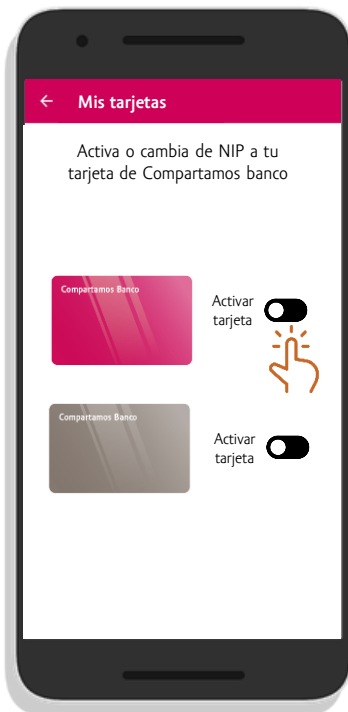 Mis tarjetas
Activa o cambia de NIP a tu
tarjeta de Compartamos banco
Compartamos Banco
Activar
tarjeta
Compartamos Banco
Activar
tarjeta